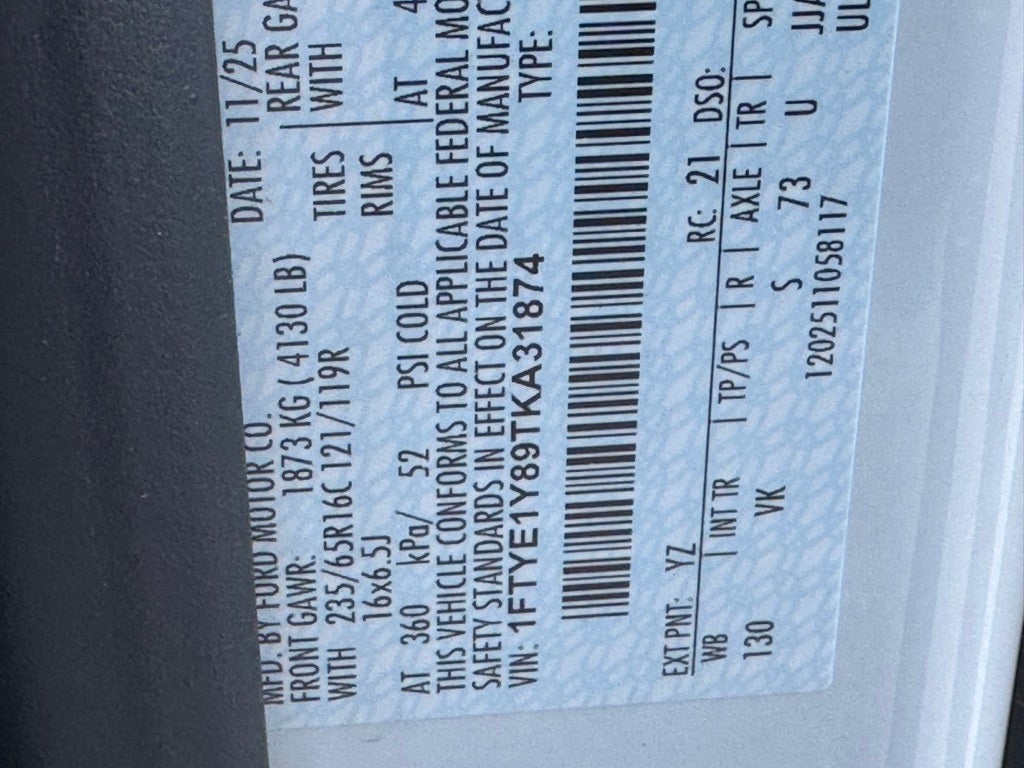 MFD. BY FORD MOTOR CO.
DATE: 11/25
FRONT GAWR: 1873 KG ( 4130 LB)
REAR GA
WITH 235/65R16C 121/119R TIRES
WITH
16x6.5J RIMS
AT 360 kPa/ 52 PSI COLD
AT 4
THIS VEHICLE CONFORMS TO ALL APPLICABLE FEDERAL MO
SAFETY STANDARDS IN EFFECT ON THE DATE OF MANUFAC
VIN: 1FTYE1Y89TKA31874 TYPE:
EXT PNT: YZ RC: 21 DSO:
WB | INT TR | TP/PS | R | AXLE | TR | SP
130 VK S 73 U JJA
1202511058117 UL